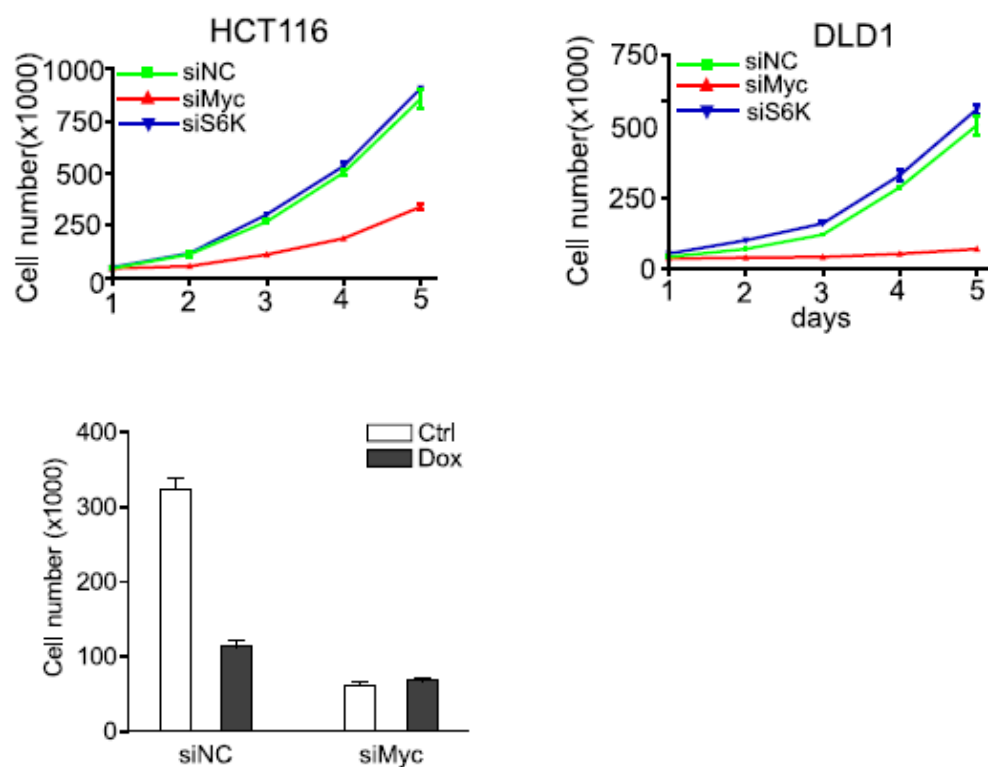 HCT116
Cell number(x1000)
1000
750
500
250
0
siNC
siMyc
siS6K
1 2 3 4 5
DLD1
Cell number(x1000)
750
500
250
0
siNC
siMyc
siS6K
1 2 3 4 5
days
Cell number (x1000)
400
300
200
100
0
Ctrl
Dox
siNC siMyc